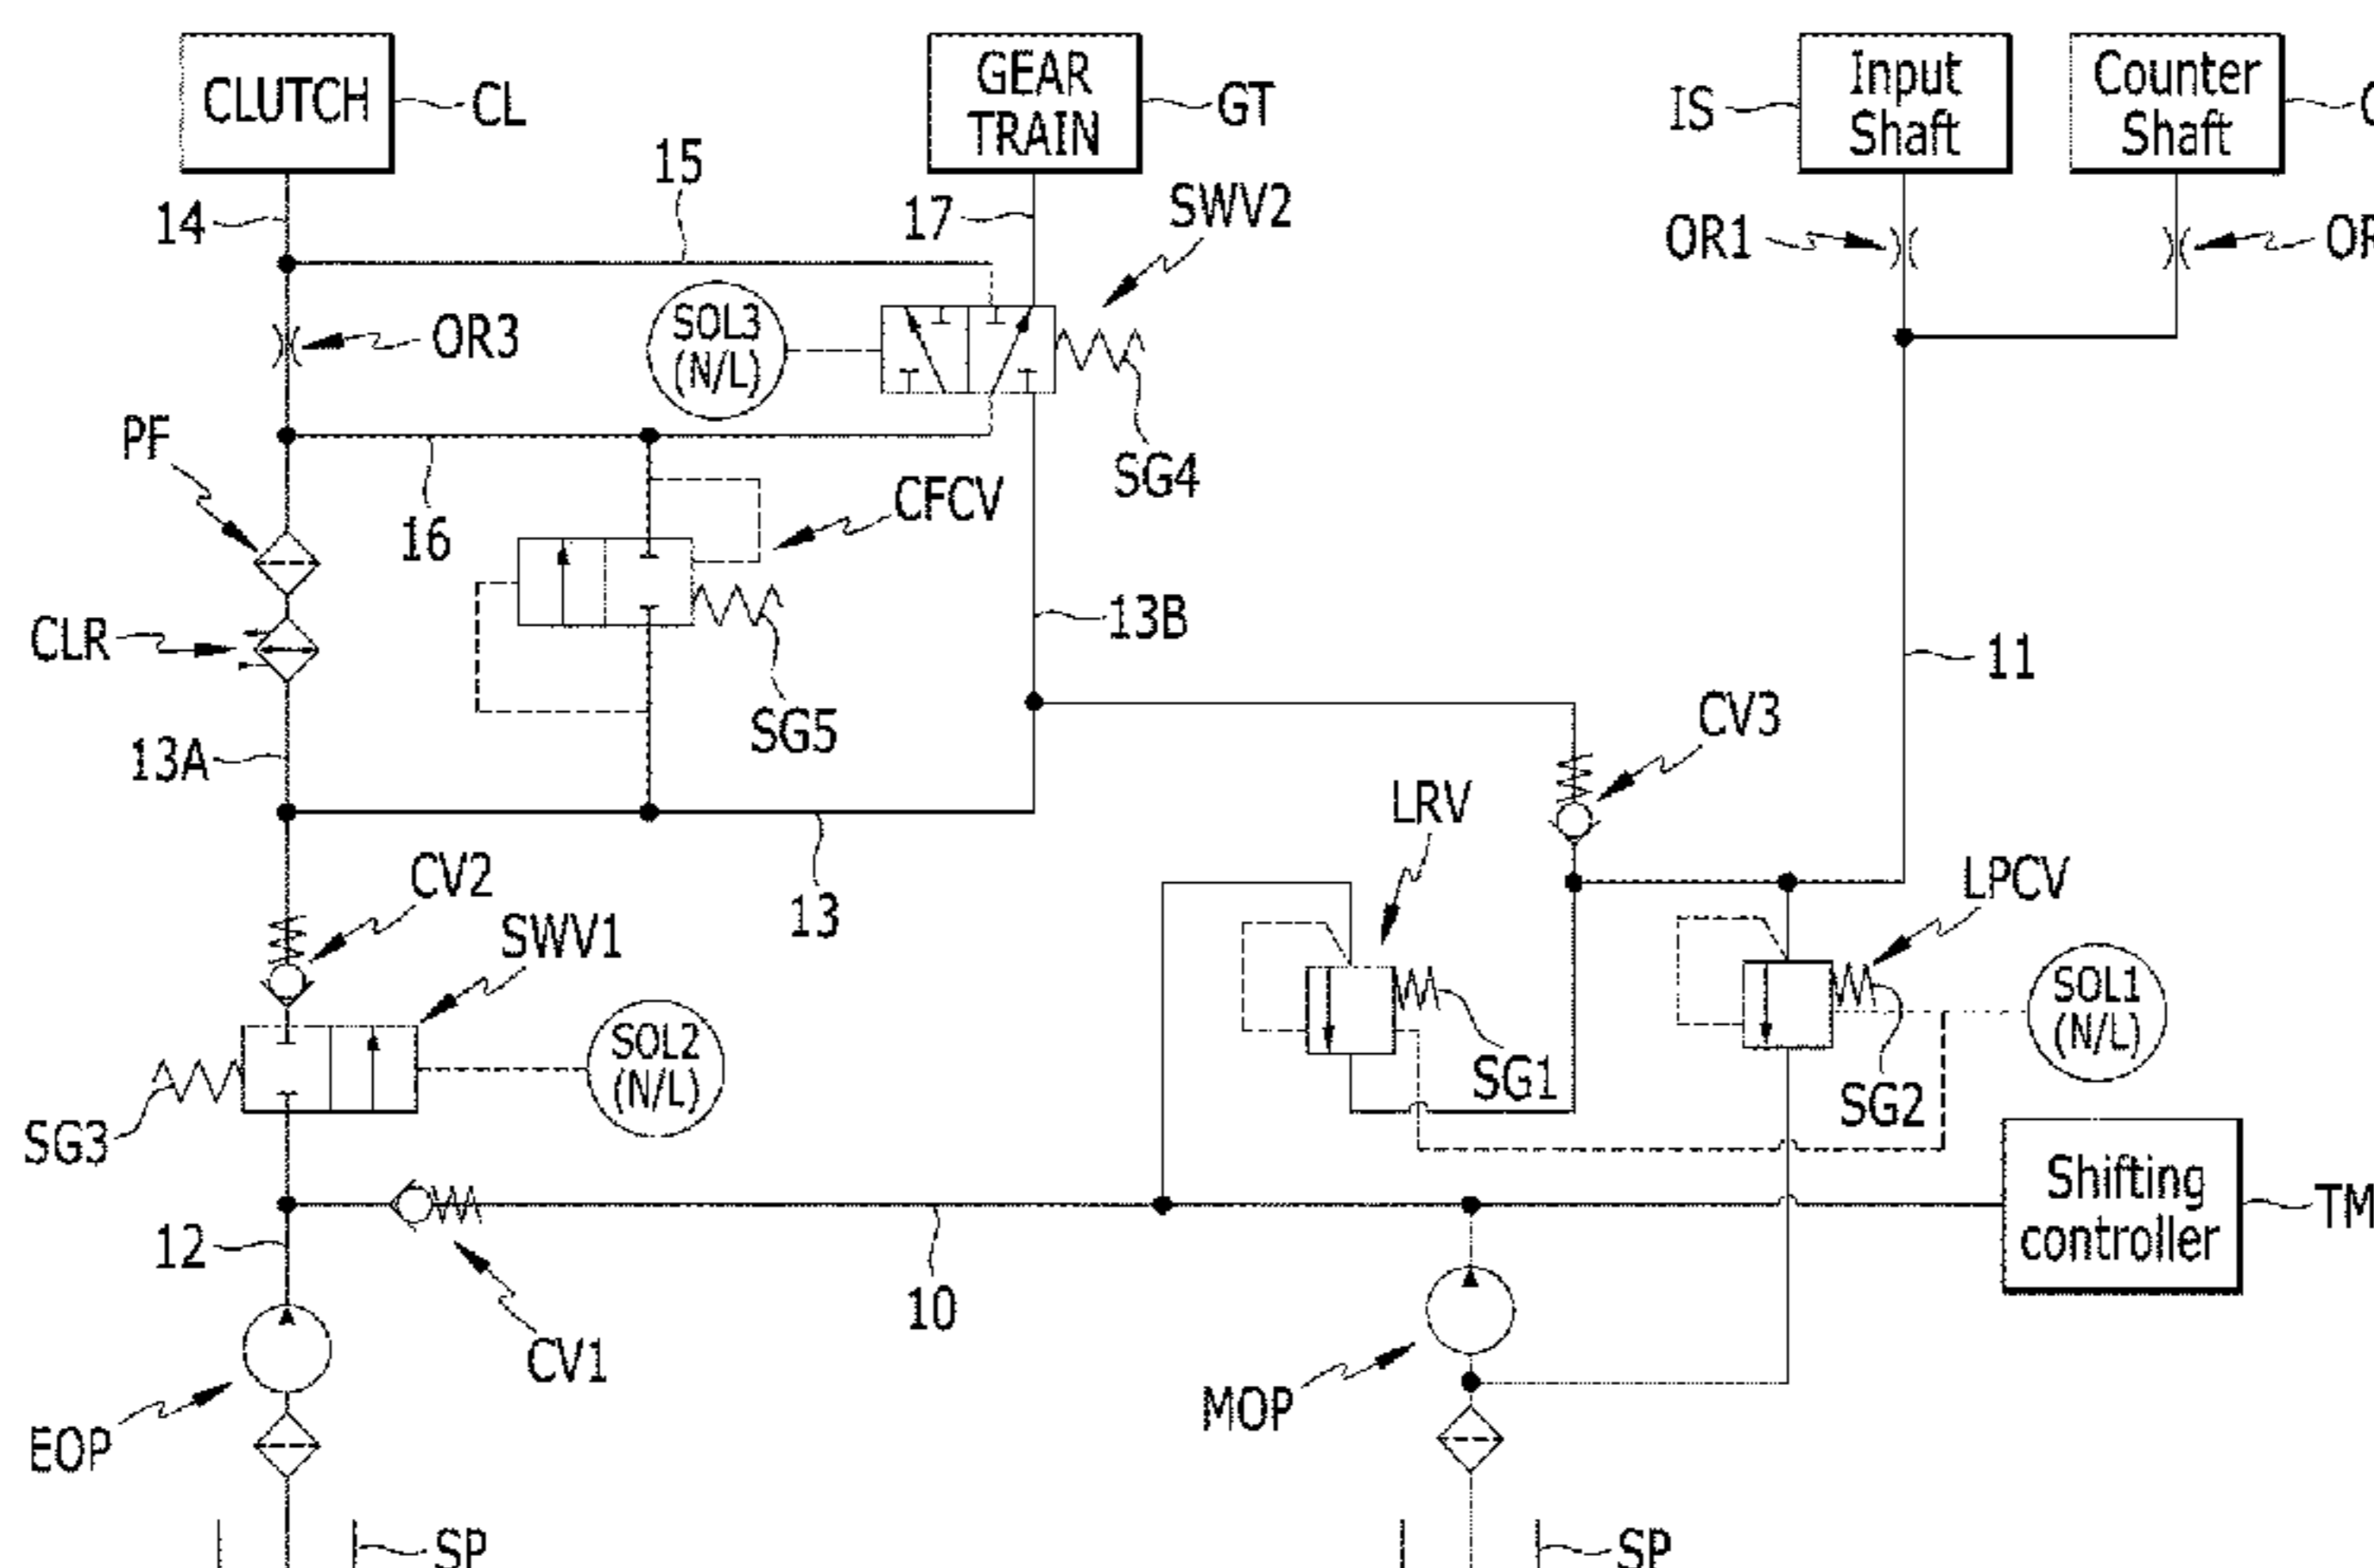 CLUTCH
CL
GEAR
TRAIN
GT
IS
Input
Shaft
Counter
Shaft
15
14
17
SWV2
OR1
SOL3
(N/L)
OR3
PF
SG4
CFCV
16
CLR
13B
11
SG5
CV3
13A
LRV
CV2
LPCV
13
SWV1
SOL1
(N/L)
SOL2
(N/L)
SG1
SG2
SG3
Shifting
controller
TM
12
10
CV1
MOP
EOP
SP
SP